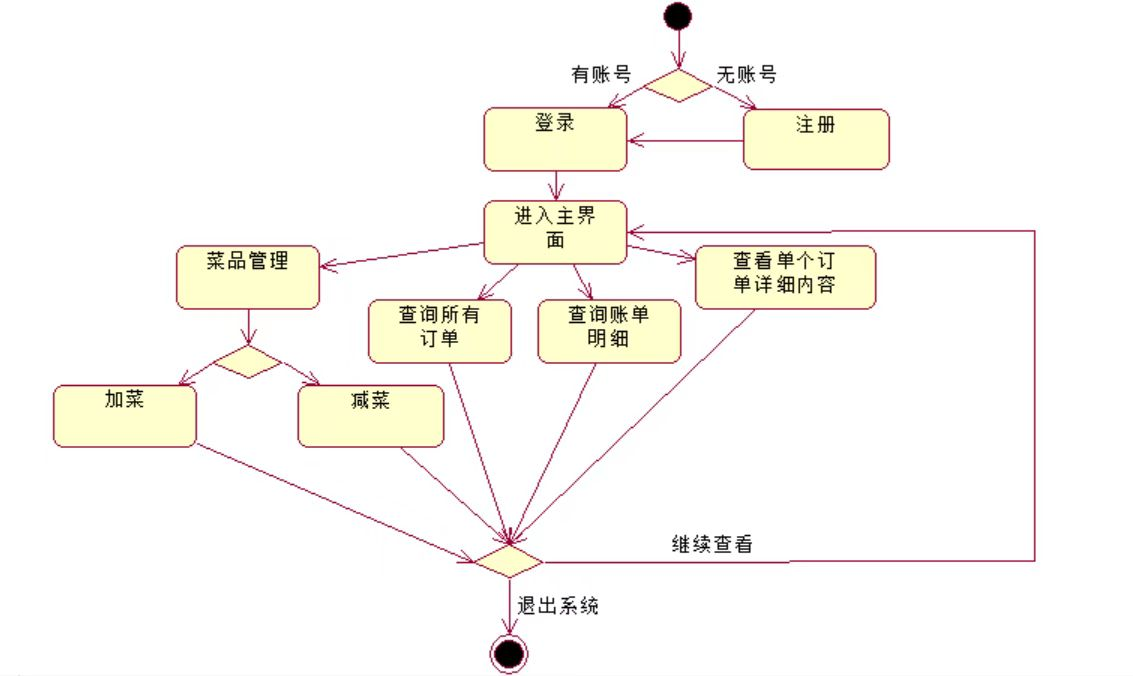 有账号
无账号
登录
注册
进入主界
面
菜品管理
查看单个订
单详细内容
查询所有
订单
查询账单
明细
加菜
减菜
继续查看
退出系统